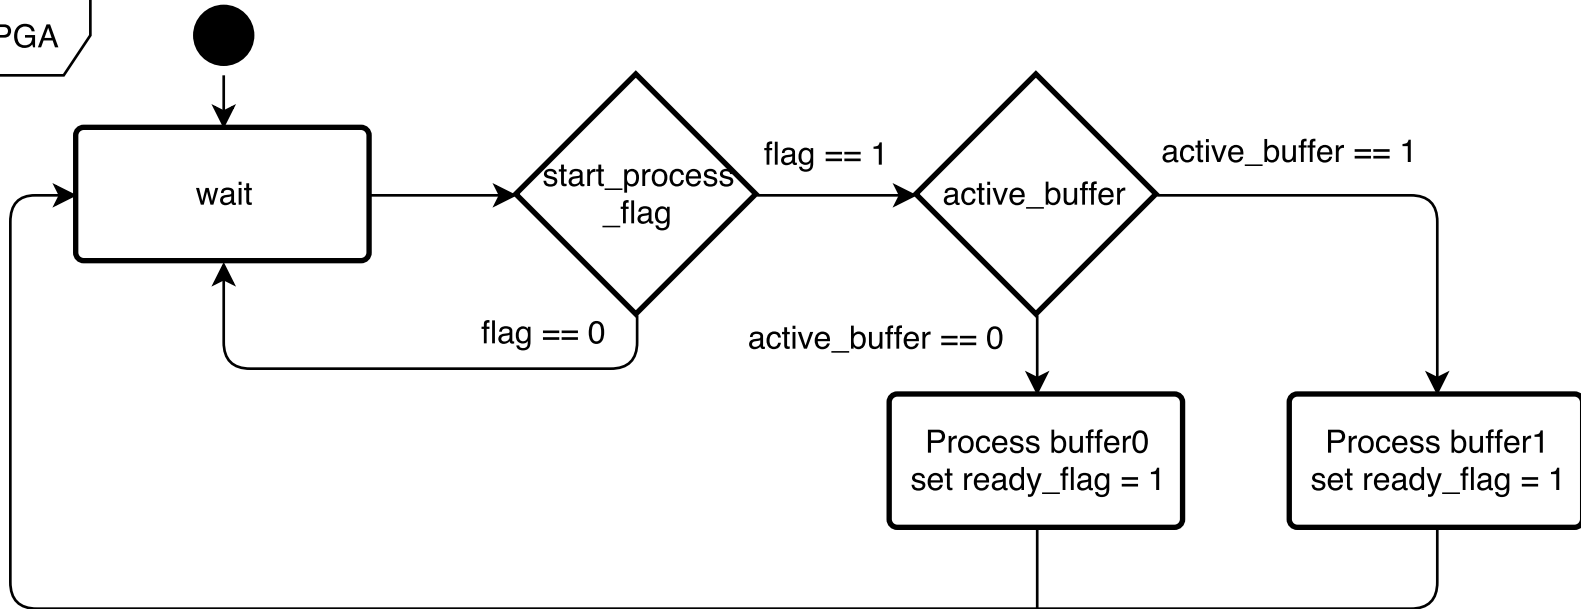 PGA
wait
start_process
_flag
flag == 1
active_buffer
active_buffer == 1
flag == 0
active_buffer == 0
Process buffer0
set ready_flag = 1
Process buffer1
set ready_flag = 1